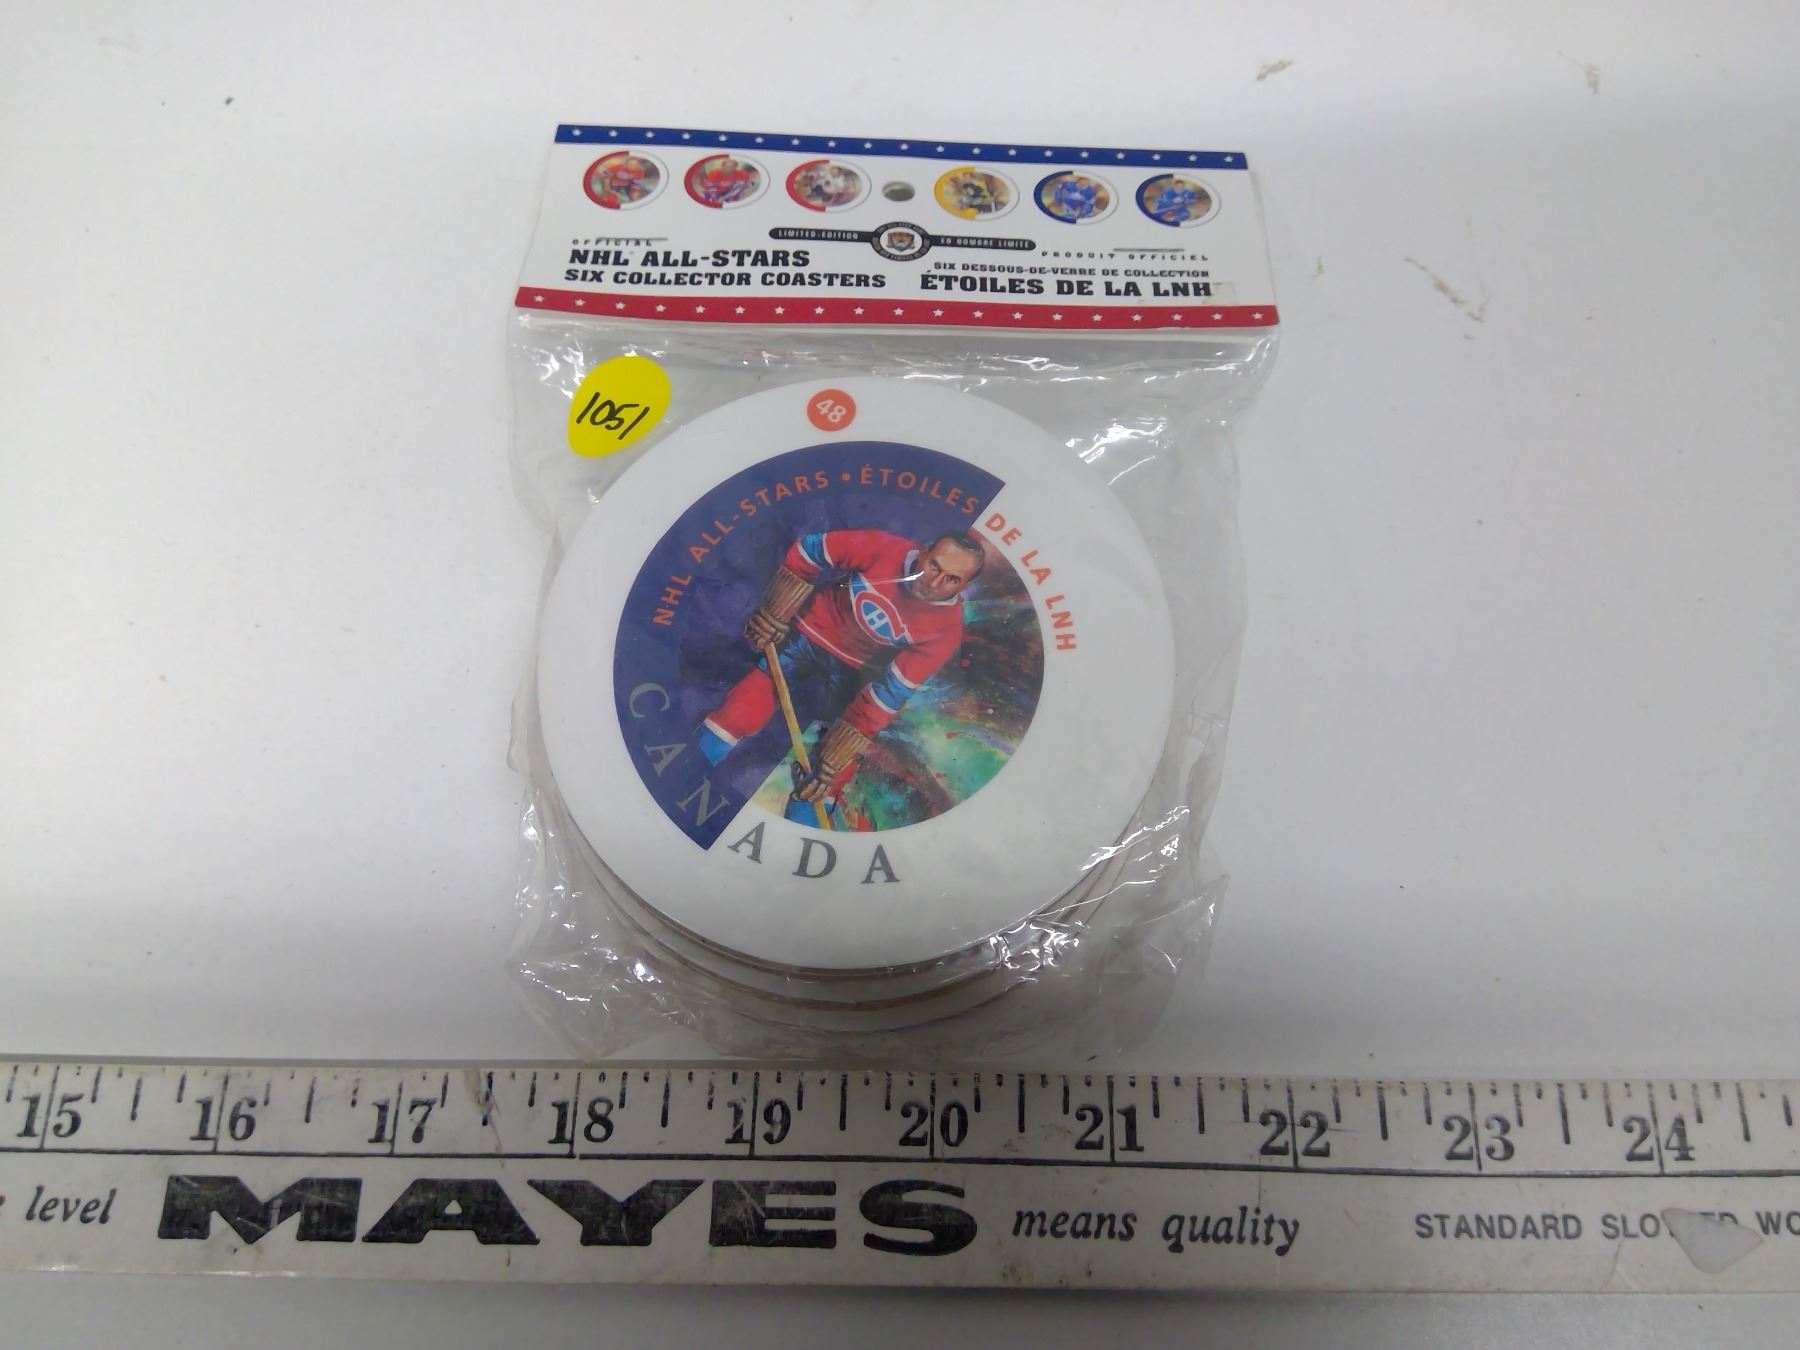 LIMITED-EDITION
EN NOMBRE LIMITÉ
OFFICIAL
NHL ALL-STARS
SIX COLLECTOR COASTERS
PRODUIT OFFICIEL
SIX DESSOUS-DE-VERRE DE COLLECTION
ÉTOILES DE LA LNH
1051
48
NHL ALL-STARS • ÉTOILES DE LA LNH
CANADA
15 16 17 18 19 20 21 22 23 24
level MAYES means quality STANDARD